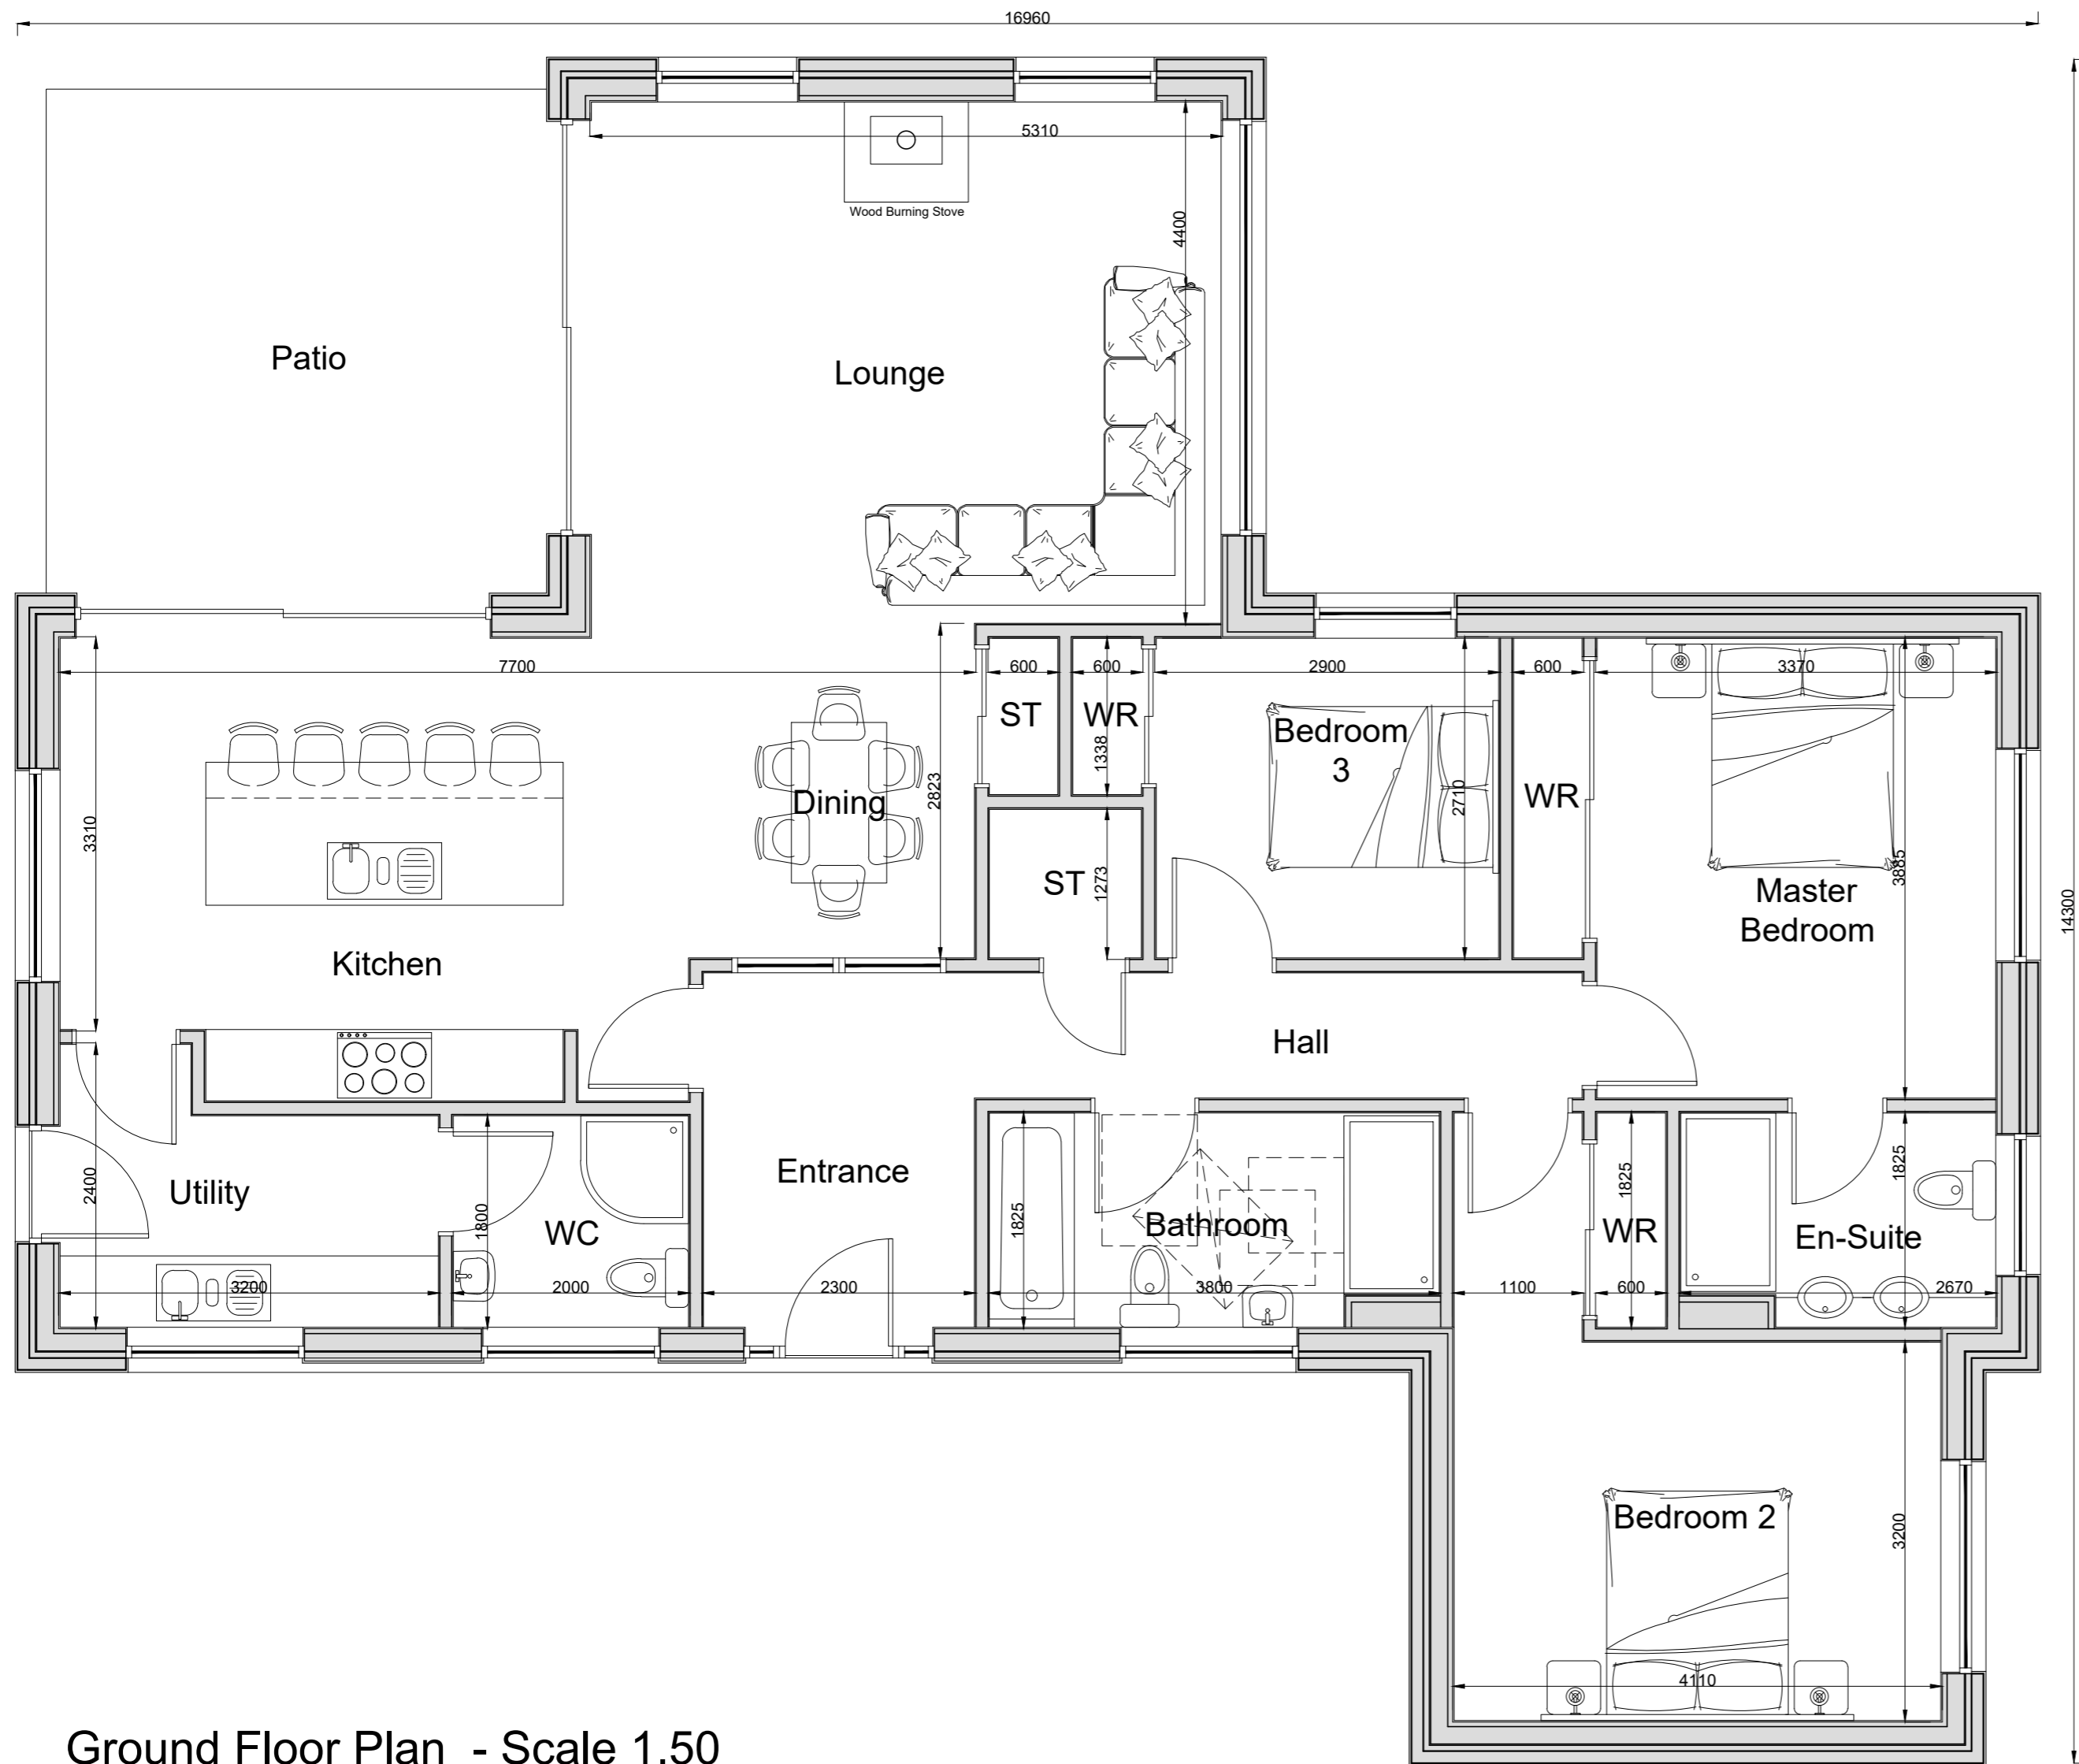 16960
5310
Wood Burning Stove
4400
Patio
Lounge
7700
600
600
2900
600
3370
ST
WR
1338
Bedroom
3
2710
WR
3310
Dining
2823
ST
1273
Master
Bedroom
3885
14300
Kitchen
Hall
2400
Utility
1800
WC
Entrance
1825
Bathroom
1825
WR
1825
En-Suite
3200
2000
2300
3800
1100
600
2670
Bedroom 2
3200
4110
Ground Floor Plan - Scale 1.50